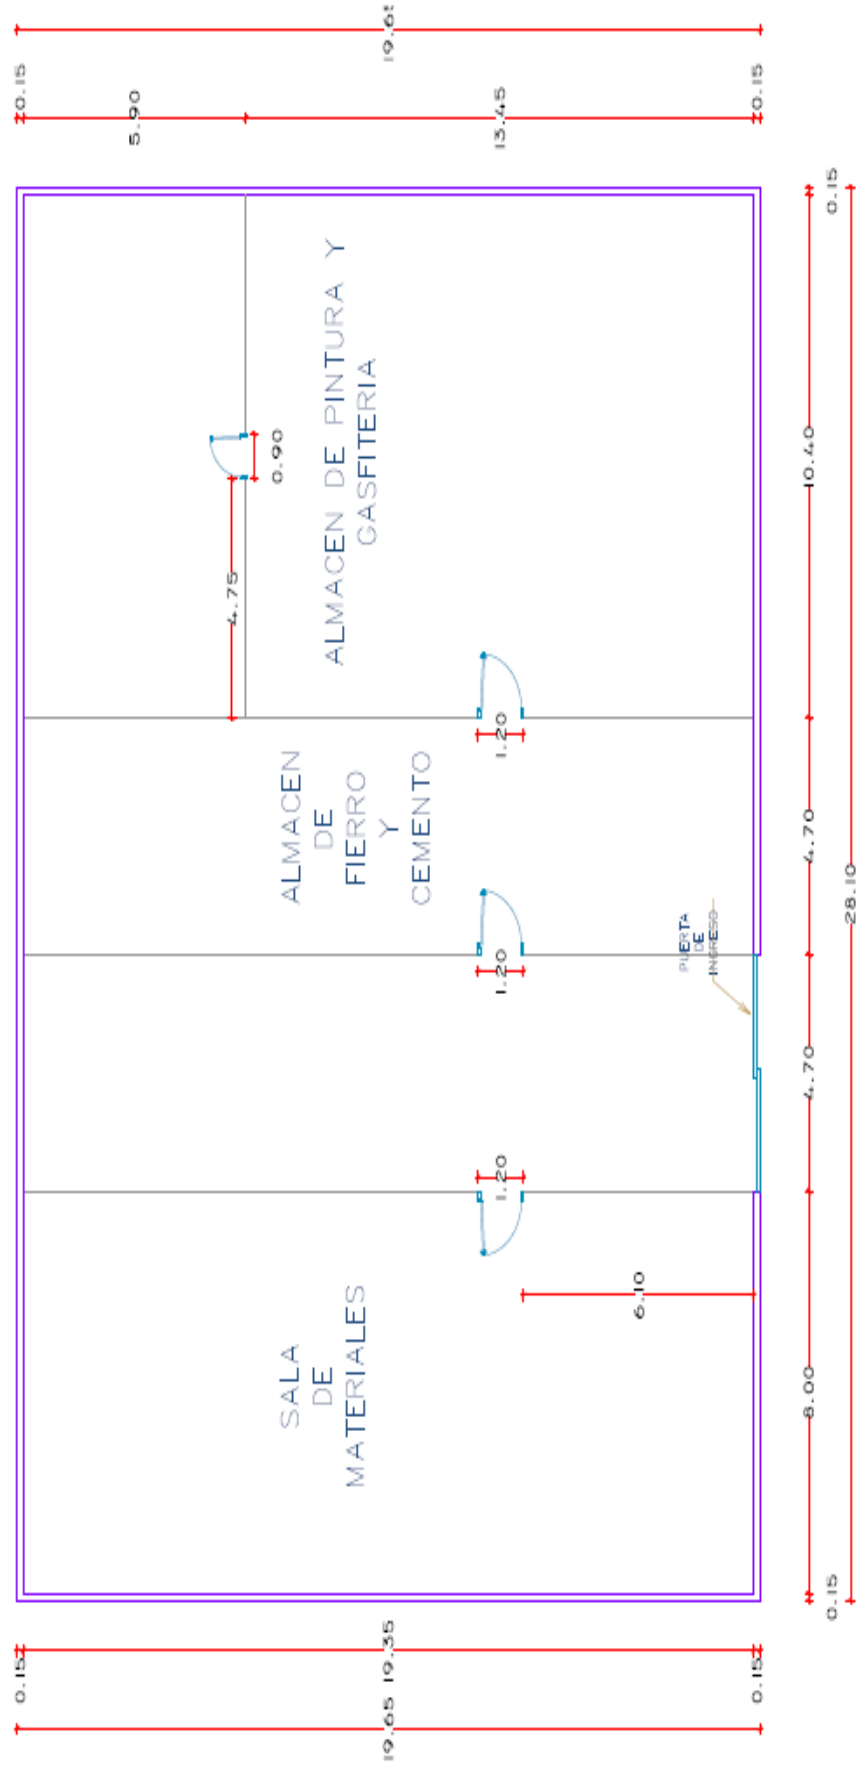 0.15
0.15
5.90
4.75
0.90
SALA
DE
MATERIALES
ALMACEN
DE
FIERRO
Y
CEMENTO
ALMACEN DE PINTURA Y
GASFITERIA
19.65
19.35
19.65
1.20
1.20
1.20
13.45
6.10
PUERTA
DE
INGRESO
0.15
0.15
8.00
4.70
4.70
10.40
0.15
0.15
28.10